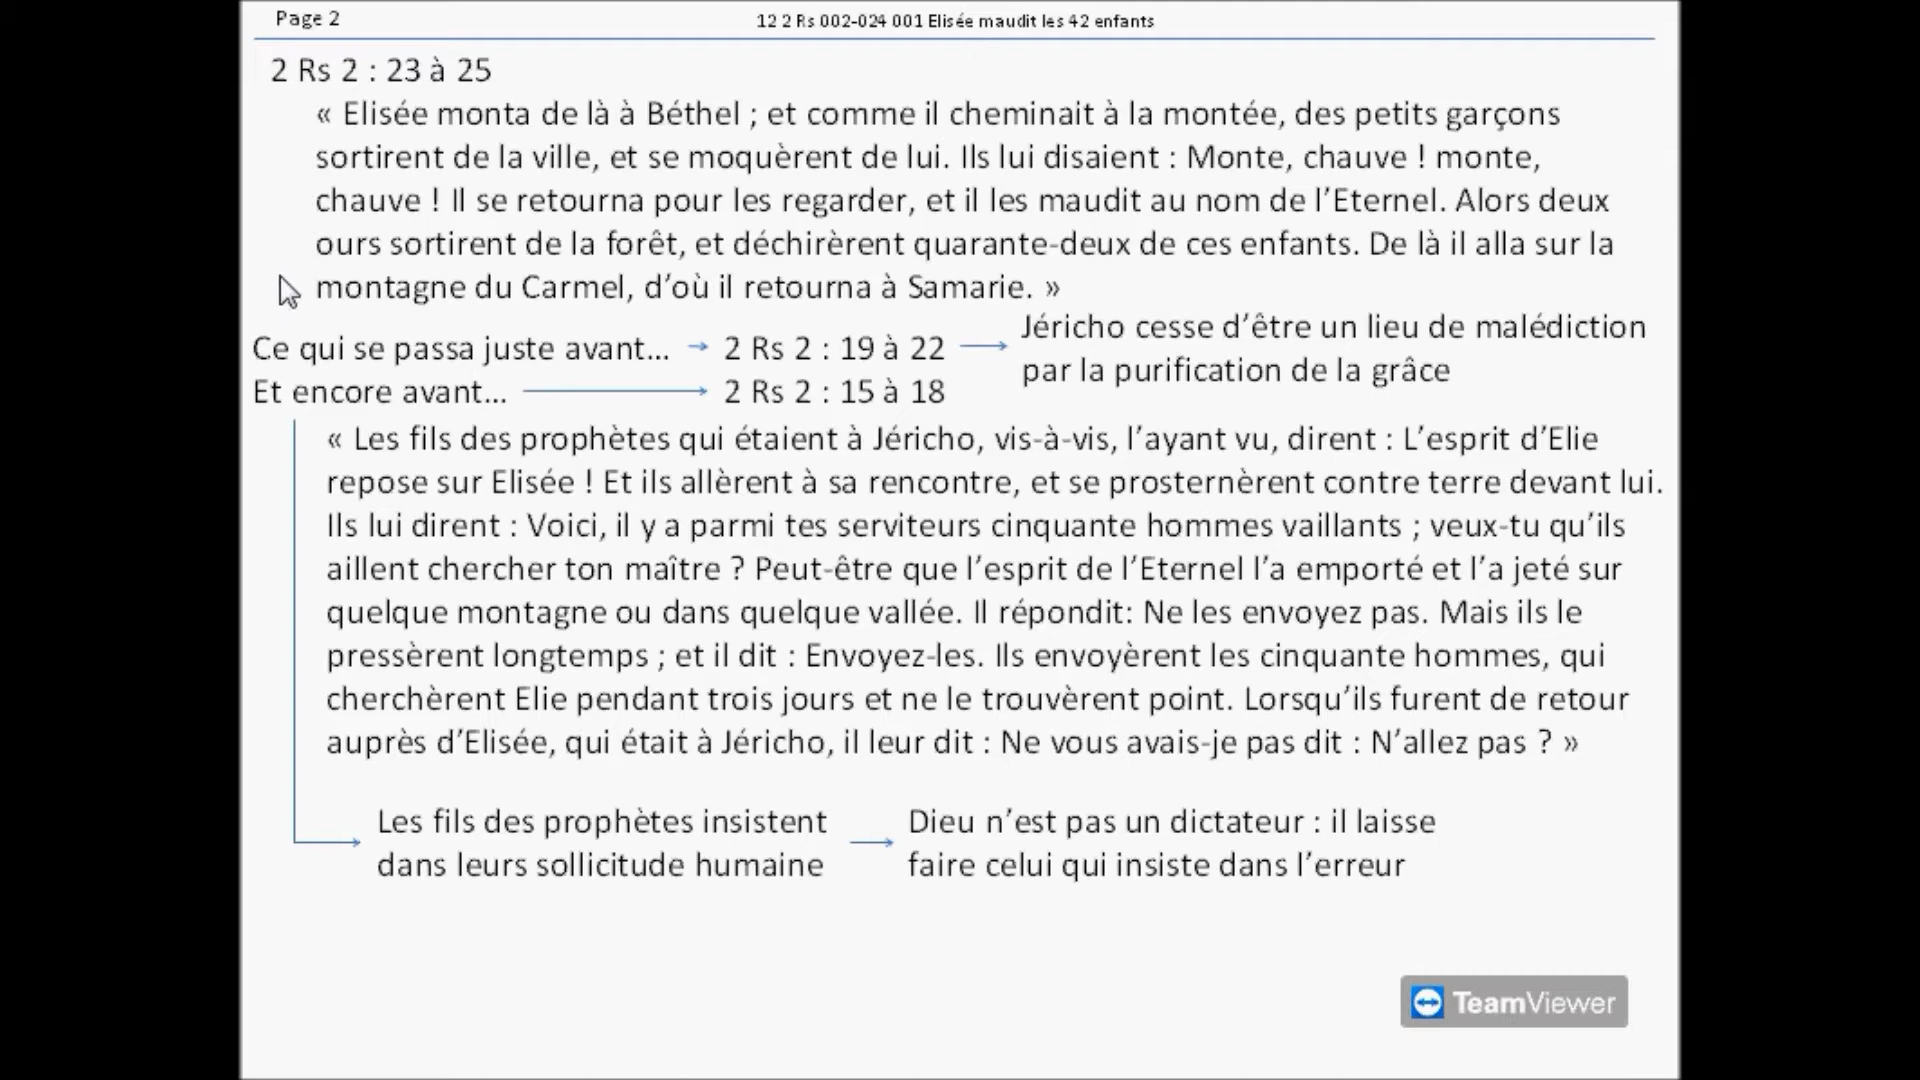 Page 2
12 2 Rs 002-024 001 Elisée maudit les 42 enfants
2 Rs 2 : 23 à 25
« Elisée monta de là à Béthel ; et comme il cheminait à la montée, des petits garçons
sortirent de la ville, et se moquèrent de lui. Ils lui disaient : Monte, chauve ! monte,
chauve ! Il se retourna pour les regarder, et il les maudit au nom de l’Eternel. Alors deux
ours sortirent de la forêt, et déchirèrent quarante-deux de ces enfants. De là il alla sur la
montagne du Carmel, d’où il retourna à Samarie. »
Ce qui se passa juste avant... 2 Rs 2 : 19 à 22
Jéricho cesse d’être un lieu de malédiction
par la purification de la grâce
Et encore avant... 2 Rs 2 : 15 à 18
« Les fils des prophètes qui étaient à Jéricho, vis-à-vis, l’ayant vu, dirent : L’esprit d’Elie
repose sur Elisée ! Et ils allèrent à sa rencontre, et se prosternèrent contre terre devant lui.
Ils lui dirent : Voici, il y a parmi tes serviteurs cinquante hommes vaillants ; veux-tu qu’ils
aillent chercher ton maître ? Peut-être que l’esprit de l’Eternel l’a emporté et l’a jeté sur
quelque montagne ou dans quelque vallée. Il répondit: Ne les envoyez pas. Mais ils le
pressèrent longtemps ; et il dit : Envoyez-les. Ils envoyèrent les cinquante hommes, qui
cherchèrent Elie pendant trois jours et ne le trouvèrent point. Lorsqu’ils furent de retour
auprès d’Elisée, qui était à Jéricho, il leur dit : Ne vous avais-je pas dit : N’allez pas ? »
Les fils des prophètes insistent
dans leurs sollicitude humaine
Dieu n’est pas un dictateur : il laisse
faire celui qui insiste dans l’erreur
TeamViewer